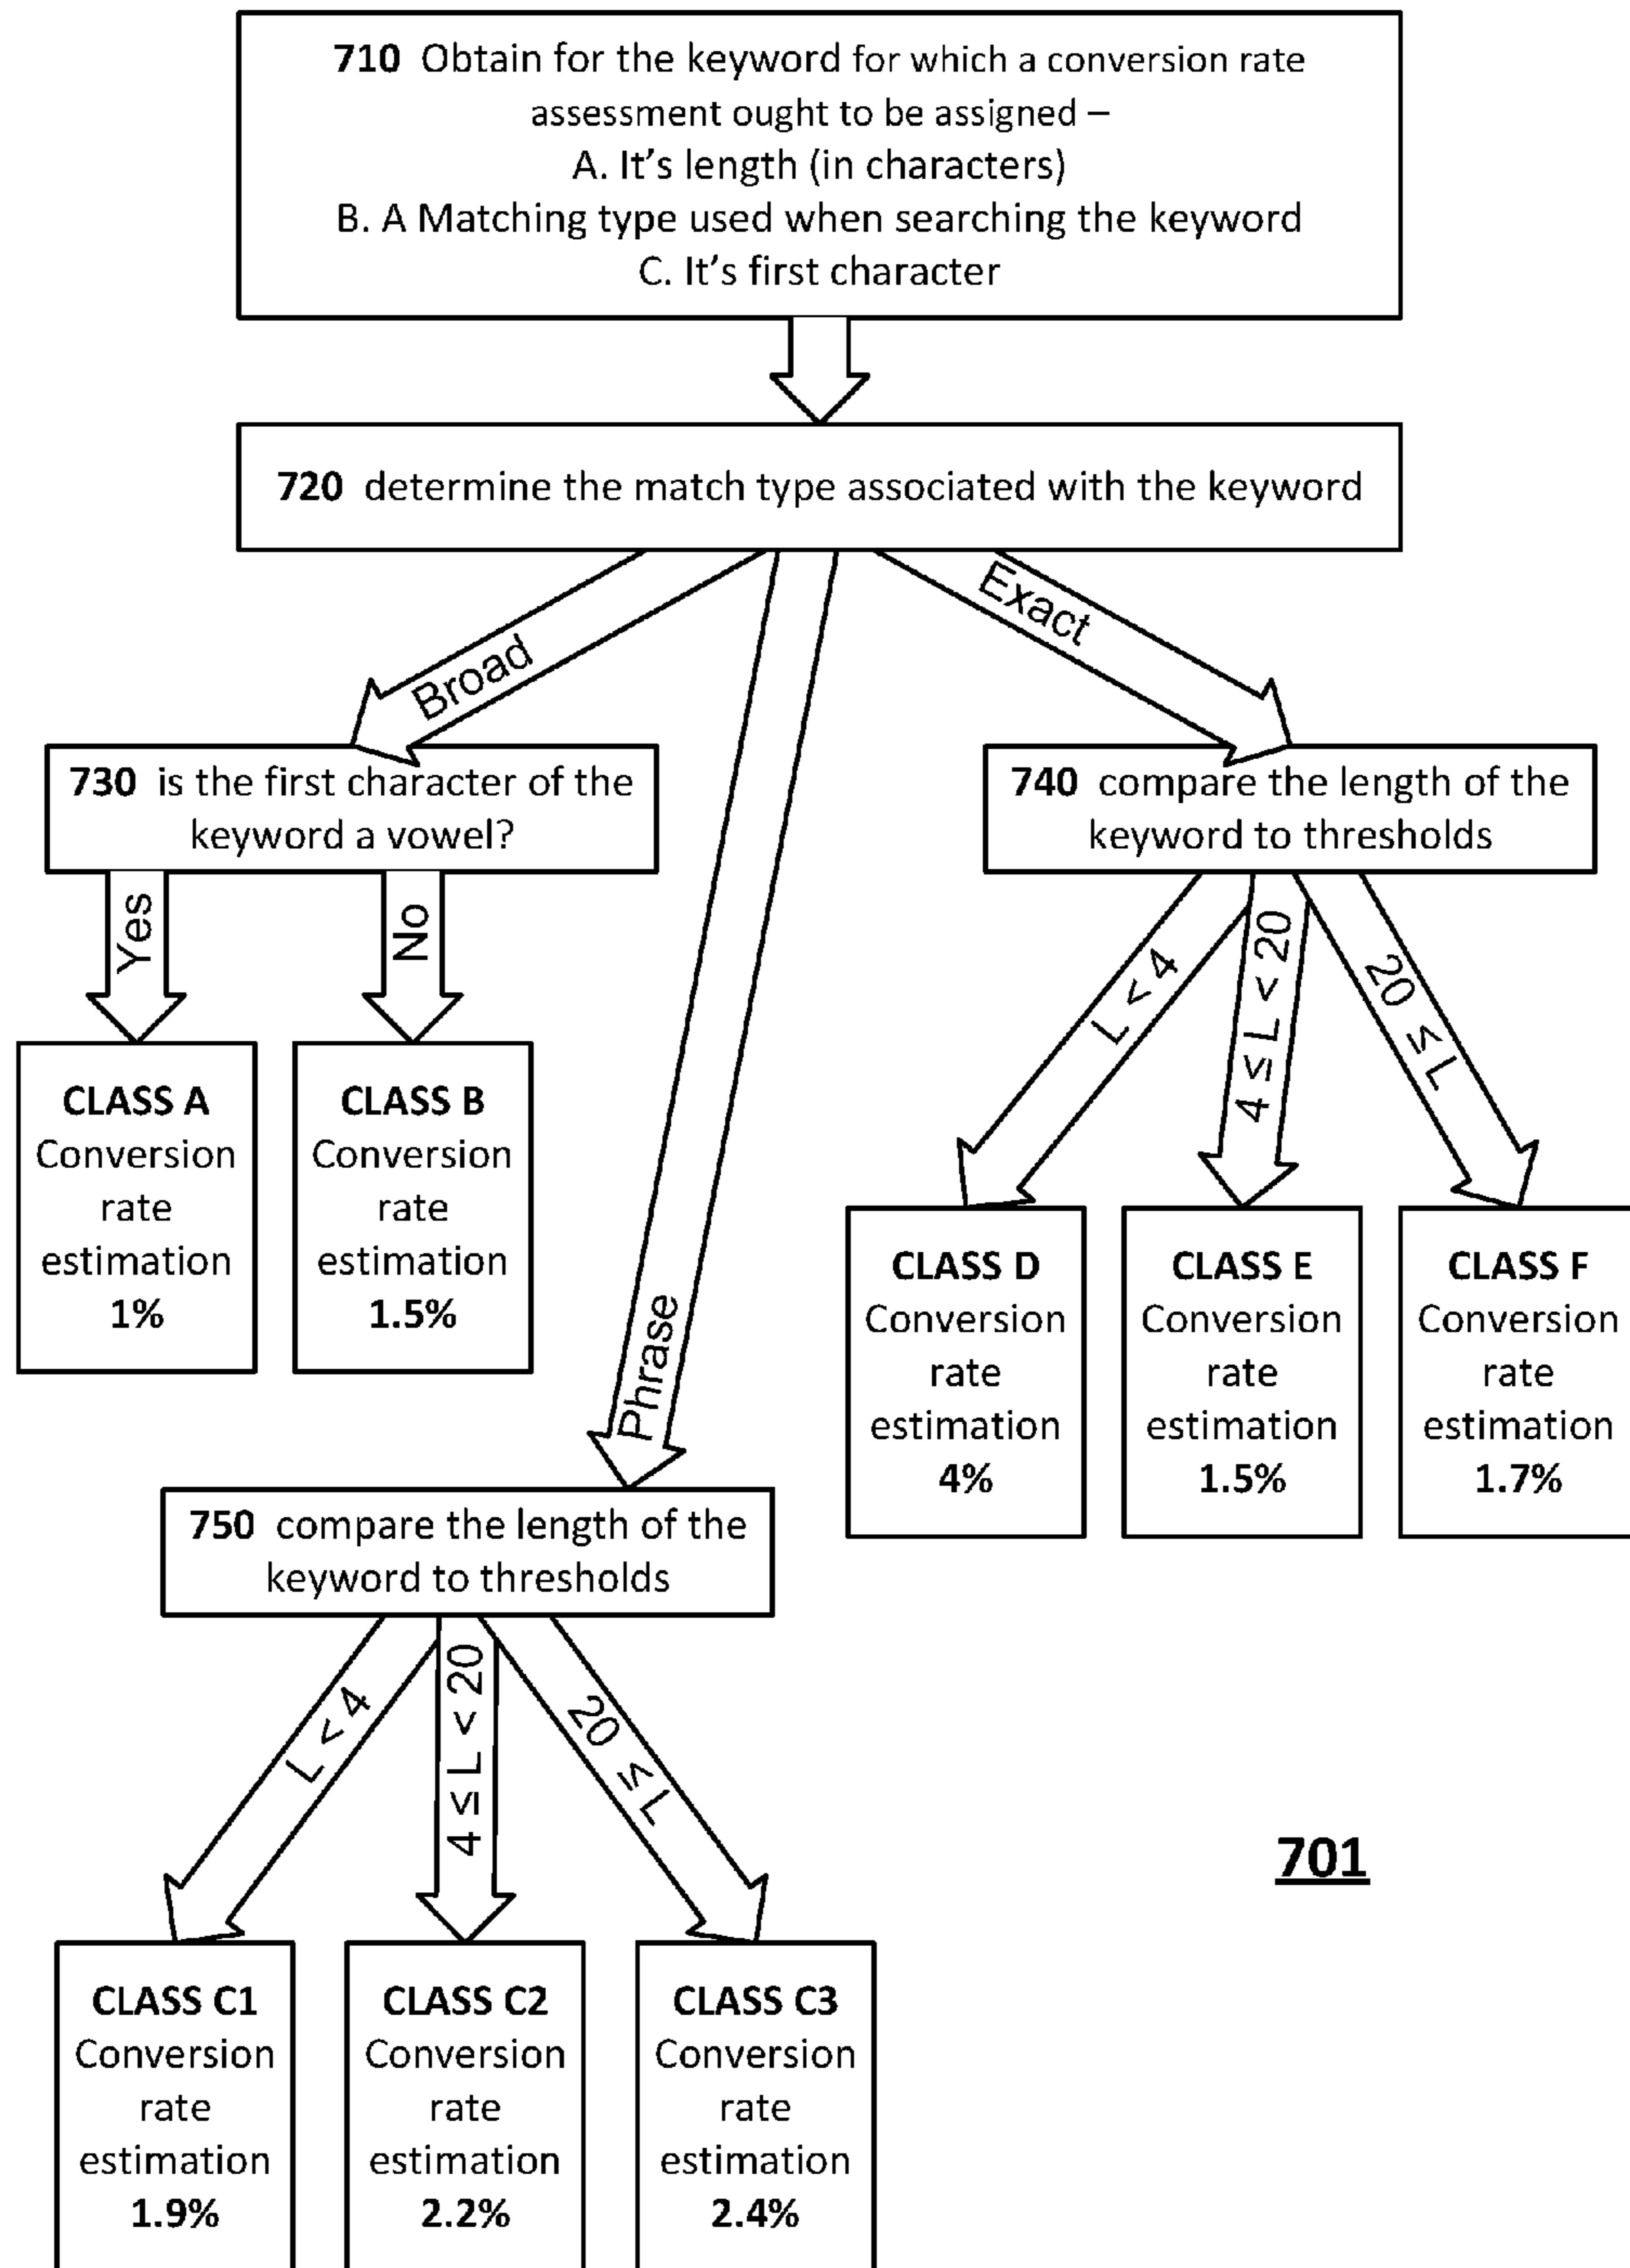 710 Obtain for the keyword for which a conversion rate
assessment ought to be assigned –
A. It's length (in characters)
B. A Matching type used when searching the keyword
C. It's first character
720 determine the match type associated with the keyword
Broad
Exact
Phrase
730 is the first character of the
keyword a vowel?
740 compare the length of the
keyword to thresholds
Yes
No
L < 4
4 ≤ L < 20
20 ≤ L
CLASS A
Conversion
rate
estimation
1%
CLASS B
Conversion
rate
estimation
1.5%
CLASS D
Conversion
rate
estimation
4%
CLASS E
Conversion
rate
estimation
1.5%
CLASS F
Conversion
rate
estimation
1.7%
750 compare the length of the
keyword to thresholds
L < 4
4 ≤ L < 20
20 ≤ L
701
CLASS C1
Conversion
rate
estimation
1.9%
CLASS C2
Conversion
rate
estimation
2.2%
CLASS C3
Conversion
rate
estimation
2.4%